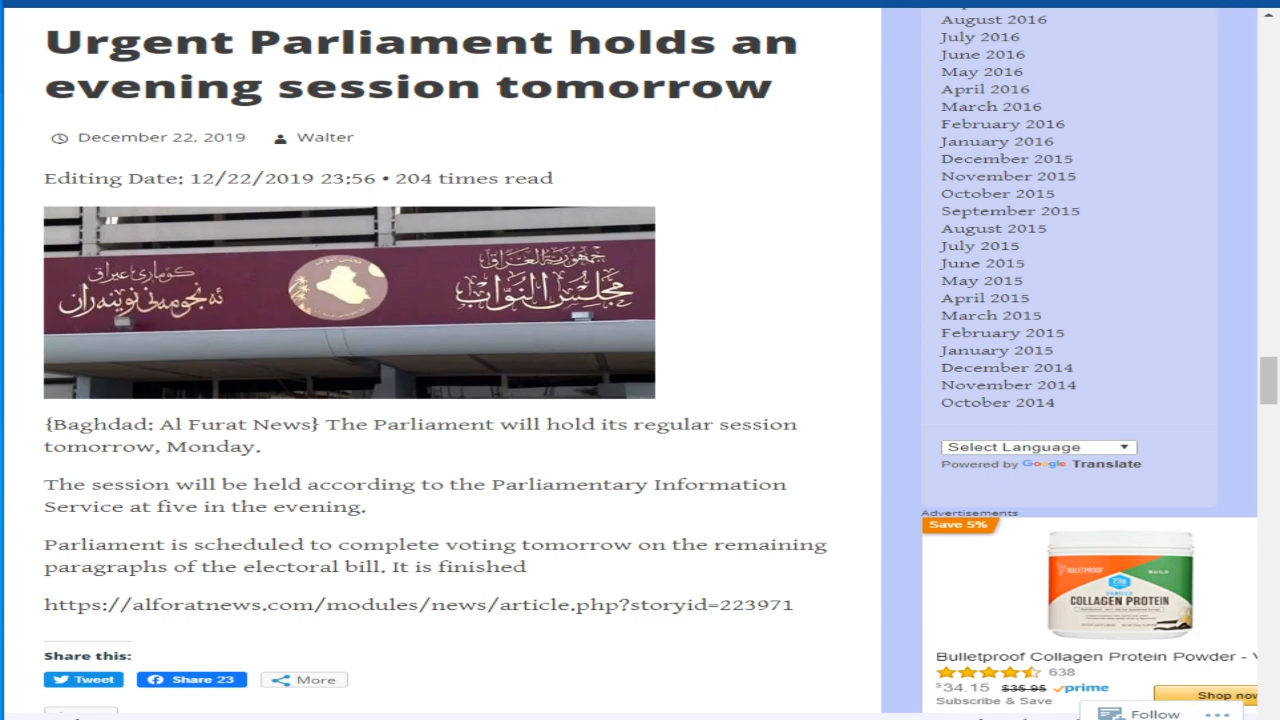 Urgent Parliament holds an
evening session tomorrow
December 22, 2019 Walter
Editing Date: 12/22/2019 23:56 • 204 times read
جمهورية العراق
مجلس النواب
كۆماری عیراق
ئەنجومەنی نوێنەران
{Baghdad: Al Furat News} The Parliament will hold its regular session
tomorrow, Monday.
The session will be held according to the Parliamentary Information
Service at five in the evening.
Parliament is scheduled to complete voting tomorrow on the remaining
paragraphs of the electoral bill. It is finished
https://alforatnews.com/modules/news/article.php?storyid=223971
Share this:
Tweet
Share 23
More
August 2016
July 2016
June 2016
May 2016
April 2016
March 2016
February 2016
January 2016
December 2015
November 2015
October 2015
September 2015
August 2015
July 2015
June 2015
May 2015
April 2015
March 2015
February 2015
January 2015
December 2014
November 2014
October 2014
Select Language
Powered by Google Translate
Advertisements
Save 5%
BULLETPROOF
BUILD
VANILLA
COLLAGEN PROTEIN
Bulletproof Collagen Protein Powder -
638
$34.15 $35.95 prime
Subscribe & Save
Shop now
Follow